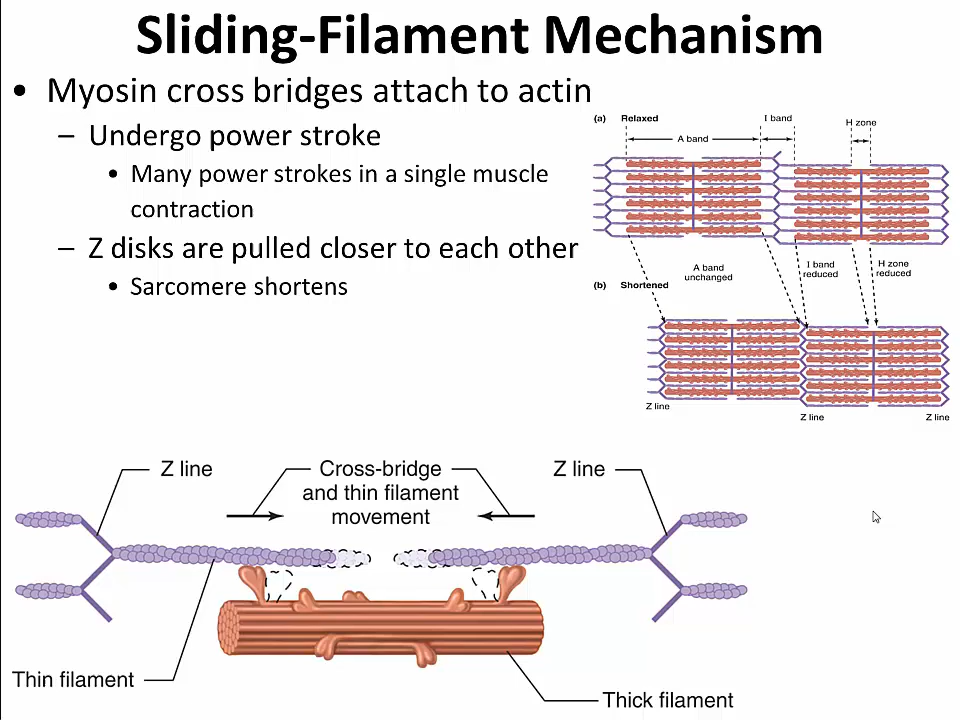 Sliding-Filament Mechanism
• Myosin cross bridges attach to actin
– Undergo power stroke
• Many power strokes in a single muscle
contraction
– Z disks are pulled closer to each other
• Sarcomere shortens
(a) Relaxed
A band
I band
H zone
A band
unchanged
I band
reduced
H zone
reduced
(b) Shortened
Z line
Z line
Z line
Z line
Cross-bridge
and thin filament
movement
Z line
Thin filament
Thick filament